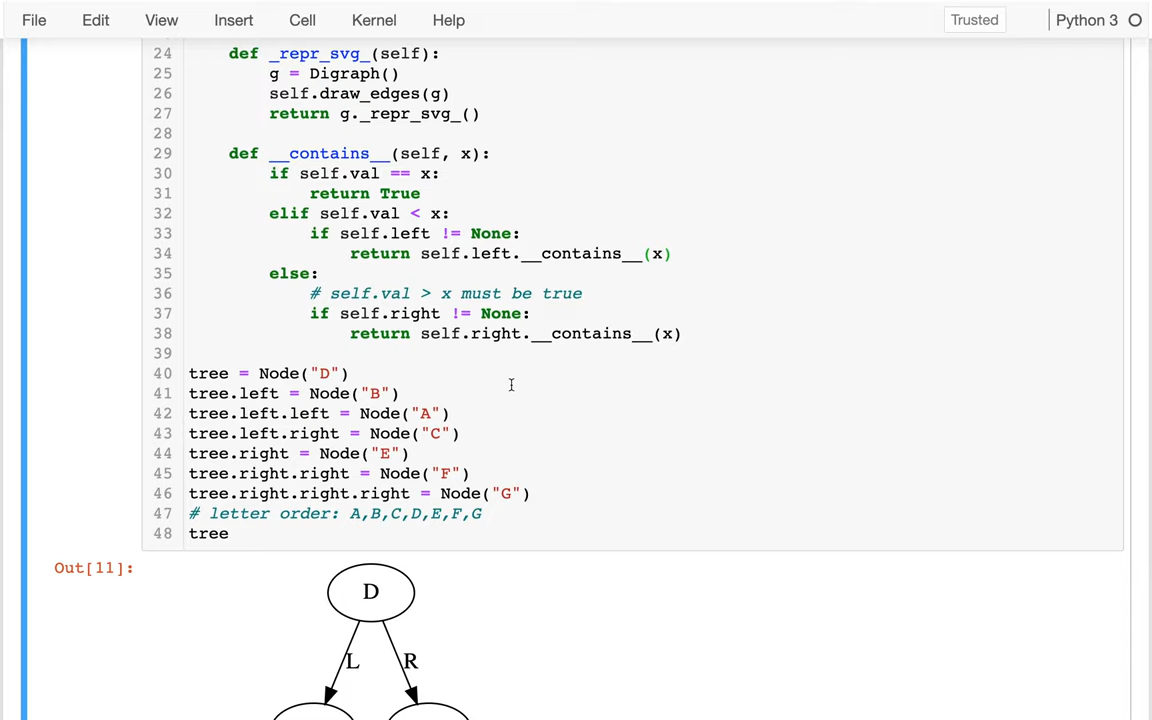 File Edit View Insert Cell Kernel Help Trusted Python 3
24     def _repr_svg_(self):
25         g = Digraph()
26         self.draw_edges(g)
27         return g._repr_svg_()
28
29     def __contains__(self, x):
30         if self.val == x:
31             return True
32         elif self.val < x:
33             if self.left != None:
34                 return self.left.__contains__(x)
35         else:
36             # self.val > x must be true
37             if self.right != None:
38                 return self.right.__contains__(x)
39
40 tree = Node("D")
41 tree.left = Node("B")
42 tree.left.left = Node("A")
43 tree.left.right = Node("C")
44 tree.right = Node("E")
45 tree.right.right = Node("F")
46 tree.right.right.right = Node("G")
47 # letter order: A,B,C,D,E,F,G
48 tree
Out[11]:
D
L R